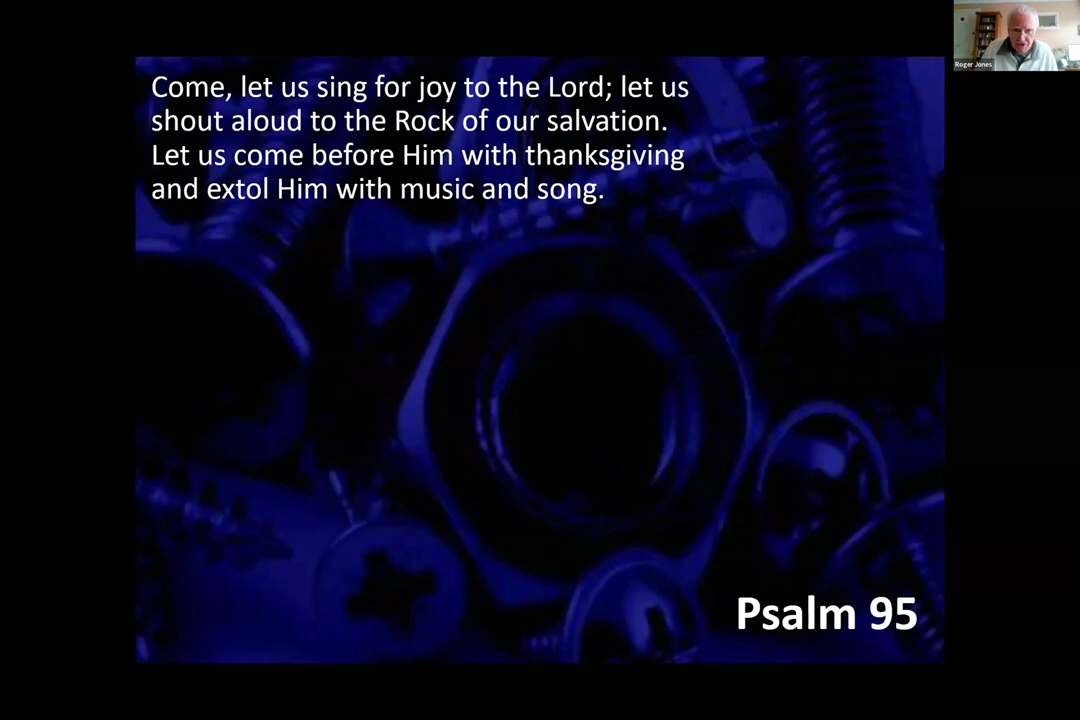 Come, let us sing for joy to the Lord; let us
shout aloud to the Rock of our salvation.
Let us come before Him with thanksgiving
and extol Him with music and song.
Psalm 95
Roger Jones